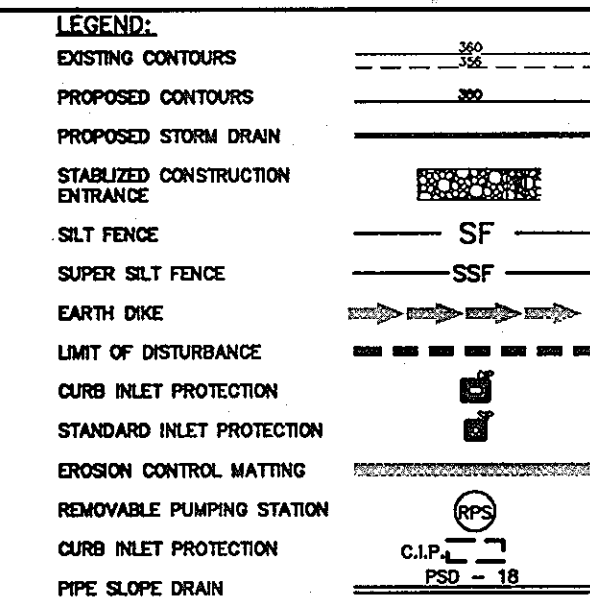 LEGEND:
EXISTING CONTOURS 360
356
PROPOSED CONTOURS 360
PROPOSED STORM DRAIN
STABLIZED CONSTRUCTION
ENTRANCE
SILT FENCE SF
SUPER SILT FENCE SSF
EARTH DIKE
LIMIT OF DISTURBANCE
CURB INLET PROTECTION
STANDARD INLET PROTECTION
EROSION CONTROL MATTING
REMOVABLE PUMPING STATION RPS
CURB INLET PROTECTION C.I.P.
PIPE SLOPE DRAIN PSD - 18